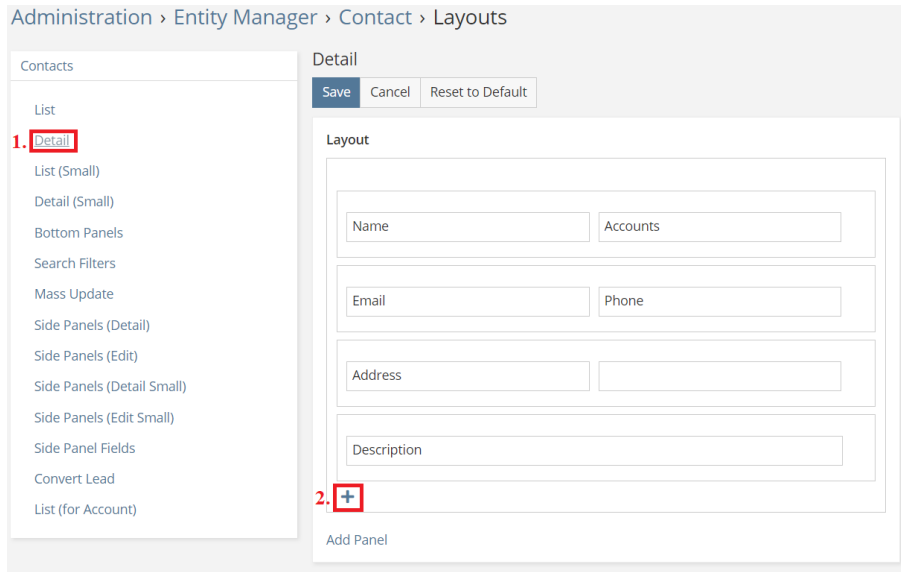 Administration › Entity Manager › Contact › Layouts
Contacts
List
1. Detail
List (Small)
Detail (Small)
Bottom Panels
Search Filters
Mass Update
Side Panels (Detail)
Side Panels (Edit)
Side Panels (Detail Small)
Side Panels (Edit Small)
Side Panel Fields
Convert Lead
List (for Account)
Detail
Save Cancel Reset to Default
Layout
Name Accounts
Email Phone
Address
Description
2. +
Add Panel